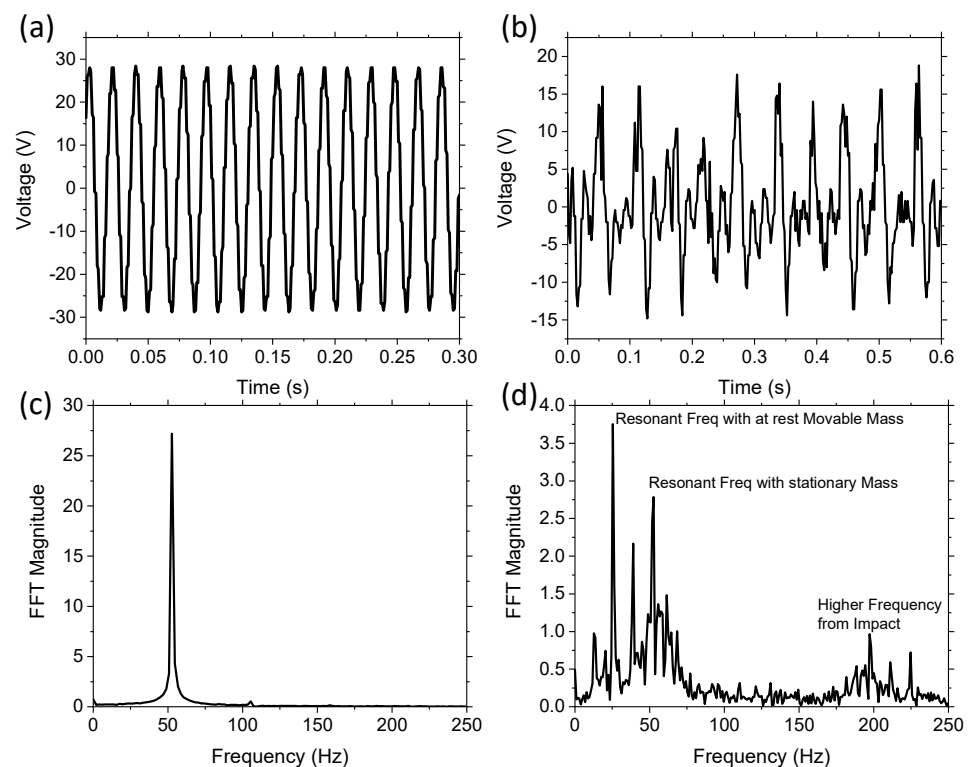 (a)
30
20
10
0
-10
-20
-30
Voltage (V)
0.00 0.05 0.10 0.15 0.20 0.25 0.30
Time (s)
(b)
20
15
10
5
0
-5
-10
-15
Voltage (V)
0.0 0.1 0.2 0.3 0.4 0.5 0.6
Time (s)
(c)
30
25
20
15
10
5
0
FFT Magnitude
0 50 100 150 200 250
Frequency (Hz)
(d)
4.0
3.5
3.0
2.5
2.0
1.5
1.0
0.5
0.0
FFT Magnitude
Resonant Freq with at rest Movable Mass
Resonant Freq with stationary Mass
Higher Frequency
from Impact
0 50 100 150 200 250
Frequency (Hz)